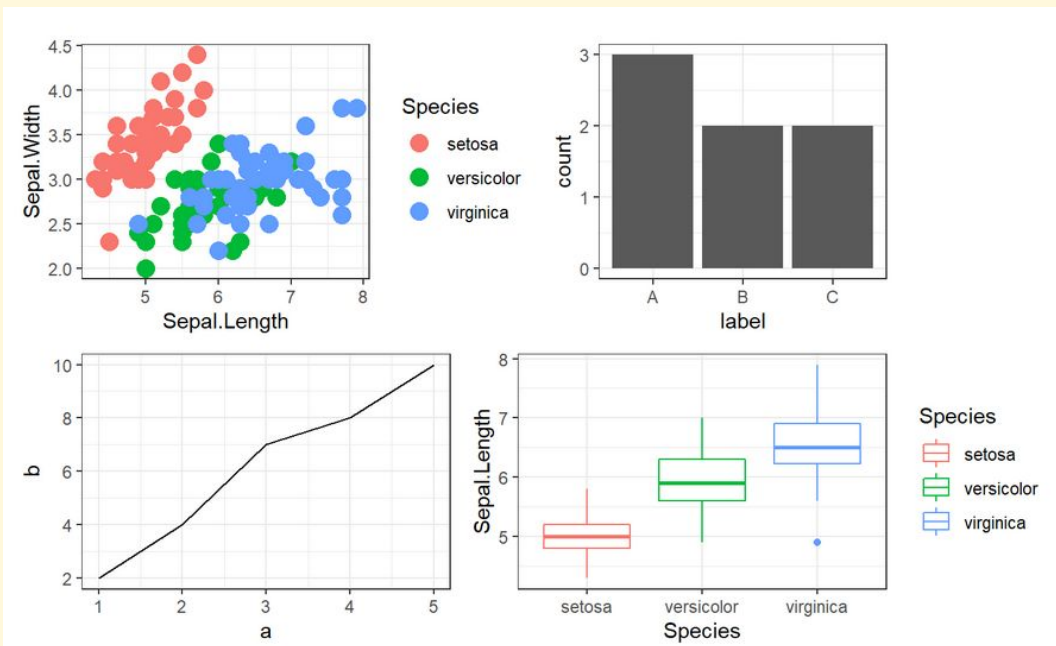 4.5
4.0
3.5
3.0
2.5
2.0
Sepal.Width
5 6 7 8
Sepal.Length
Species
setosa
versicolor
virginica
3
2
1
0
count
A B C
label
10
8
6
4
2
b
1 2 3 4 5
a
8
7
6
5
Sepal.Length
setosa versicolor virginica
Species
Species
setosa
versicolor
virginica